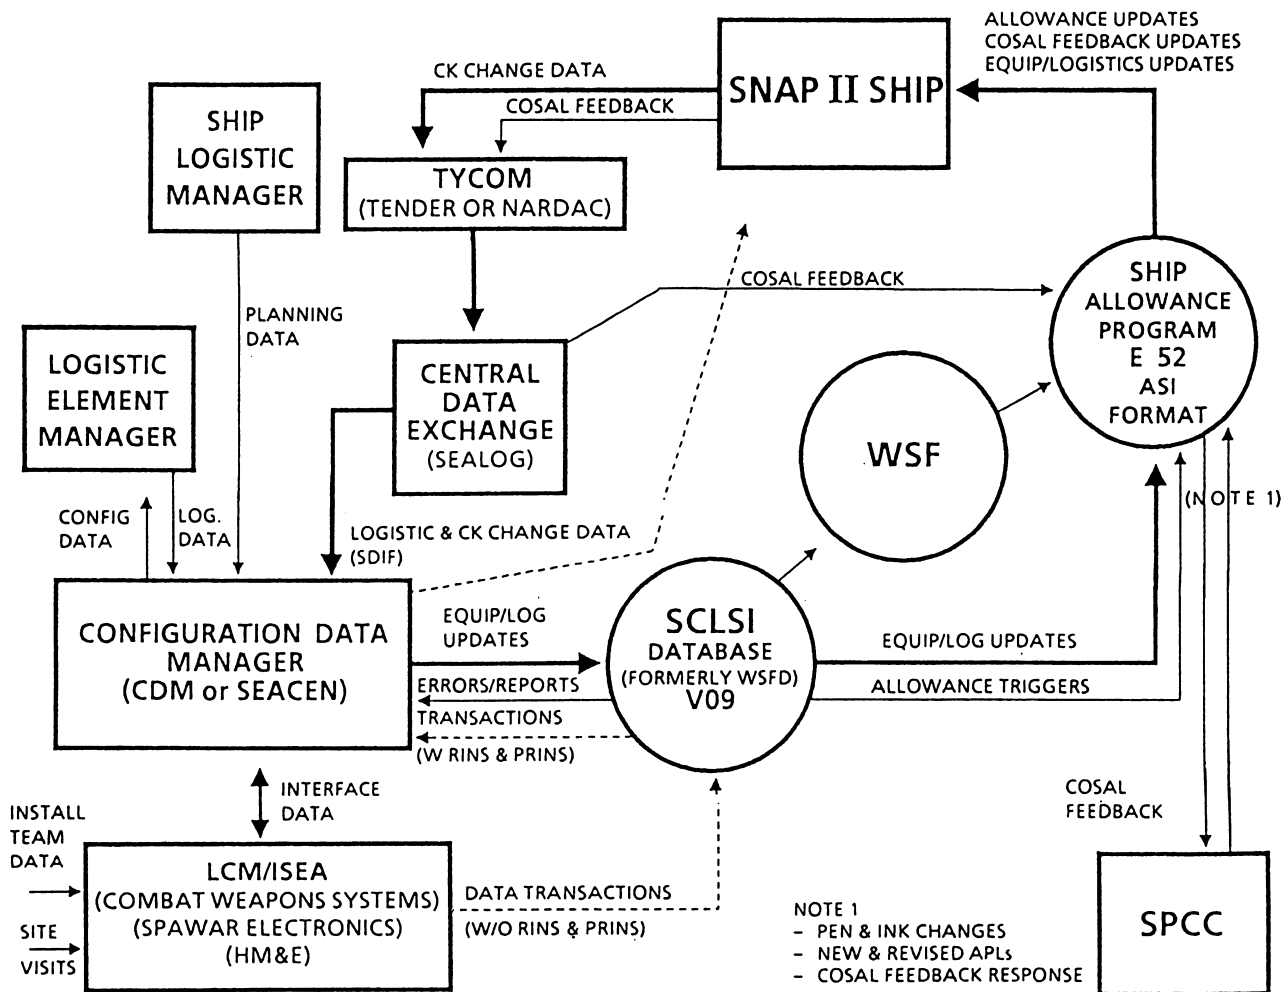 ALLOWANCE UPDATES
COSAL FEEDBACK UPDATES
EQUIP/LOGISTICS UPDATES
CK CHANGE DATA
COSAL FEEDBACK
SNAP II SHIP
SHIP
LOGISTIC
MANAGER
TYCOM
(TENDER OR NARDAC)
COSAL FEEDBACK
SHIP
ALLOWANCE
PROGRAM
E 52
ASI
FORMAT
PLANNING
DATA
LOGISTIC
ELEMENT
MANAGER
CENTRAL
DATA
EXCHANGE
(SEALOG)
WSF
(NOTE 1)
CONFIG
DATA
LOG.
DATA
LOGISTIC & CK CHANGE DATA
(SDIF)
CONFIGURATION DATA
MANAGER
(CDM or SEACEN)
EQUIP/LOG
UPDATES
ERRORS/REPORTS
TRANSACTIONS
(W RINS & PRINS)
SCLSI
DATABASE
(FORMERLY WSFD)
V09
EQUIP/LOG UPDATES
ALLOWANCE TRIGGERS
INTERFACE
DATA
COSAL
FEEDBACK
INSTALL
TEAM
DATA
SITE
VISITS
LCM/ISEA
(COMBAT WEAPONS SYSTEMS)
(SPAWAR ELECTRONICS)
(HM&E)
DATA TRANSACTIONS
(W/O RINS & PRINS)
NOTE 1
- PEN & INK CHANGES
- NEW & REVISED APLs
- COSAL FEEDBACK RESPONSE
SPCC